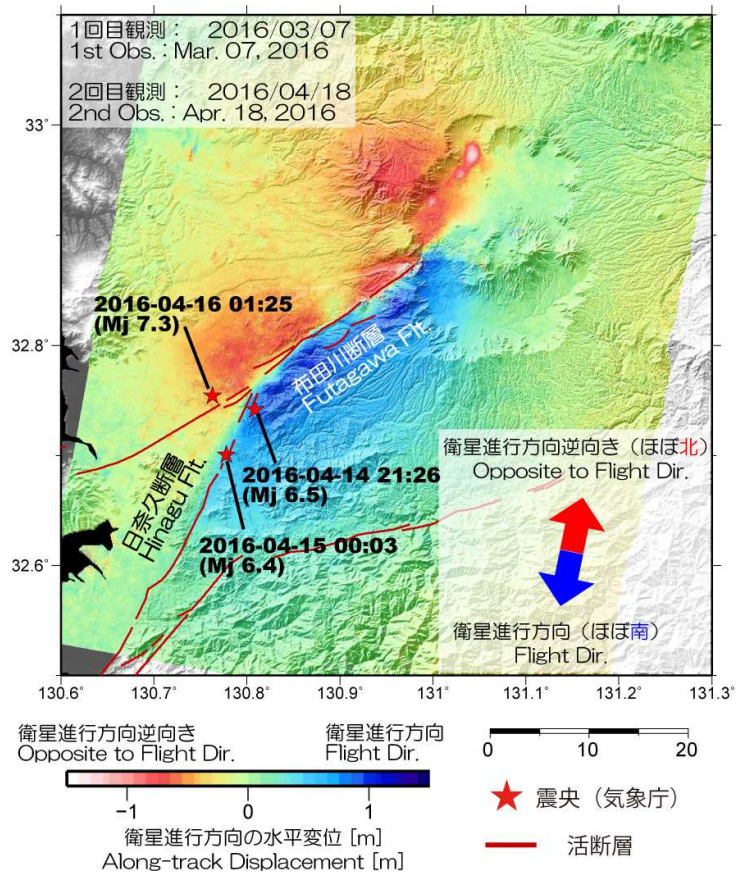 1回目観測： 2016/03/07
1st Obs.：Mar. 07, 2016
2回目観測： 2016/04/18
2nd Obs.：Apr. 18, 2016
33°
2016-04-16 01:25
(Mj 7.3)
32.8°
布田川断層
Futagawa Flt.
日奈久断層
Hinagu Flt.
2016-04-14 21:26
(Mj 6.5)
2016-04-15 00:03
(Mj 6.4)
32.6°
衛星進行方向逆向き（ほぼ北）
Opposite to Flight Dir.
衛星進行方向（ほぼ南）
Flight Dir.
130.6° 130.7° 130.8° 130.9° 131° 131.1° 131.2° 131.3°
衛星進行方向逆向き
Opposite to Flight Dir.
衛星進行方向
Flight Dir.
−1 0 1
衛星進行方向の水平変位 [m]
Along-track Displacement [m]
0 10 20
震央（気象庁）
活断層